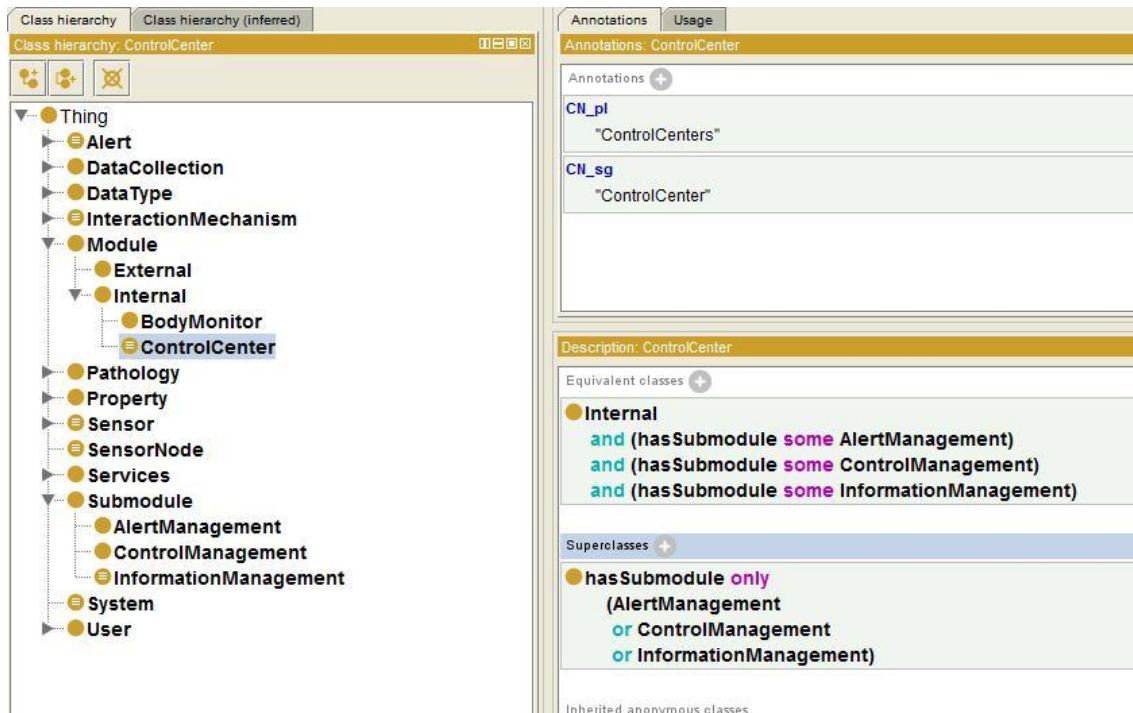 Class hierarchy
Class hierarchy (inferred)
Class hierarchy: ControlCenter
Thing
Alert
DataCollection
DataType
InteractionMechanism
Module
External
Internal
BodyMonitor
ControlCenter
Pathology
Property
Sensor
SensorNode
Services
Submodule
AlertManagement
ControlManagement
InformationManagement
System
User
Annotations
Usage
Annotations: ControlCenter
Annotations
CN_pl
"ControlCenters"
CN_sg
"ControlCenter"
Description: ControlCenter
Equivalent classes
Internal
and (hasSubmodule some AlertManagement)
and (hasSubmodule some ControlManagement)
and (hasSubmodule some InformationManagement)
Superclasses
hasSubmodule only
(AlertManagement
or ControlManagement
or InformationManagement)
Inherited anonymous classes